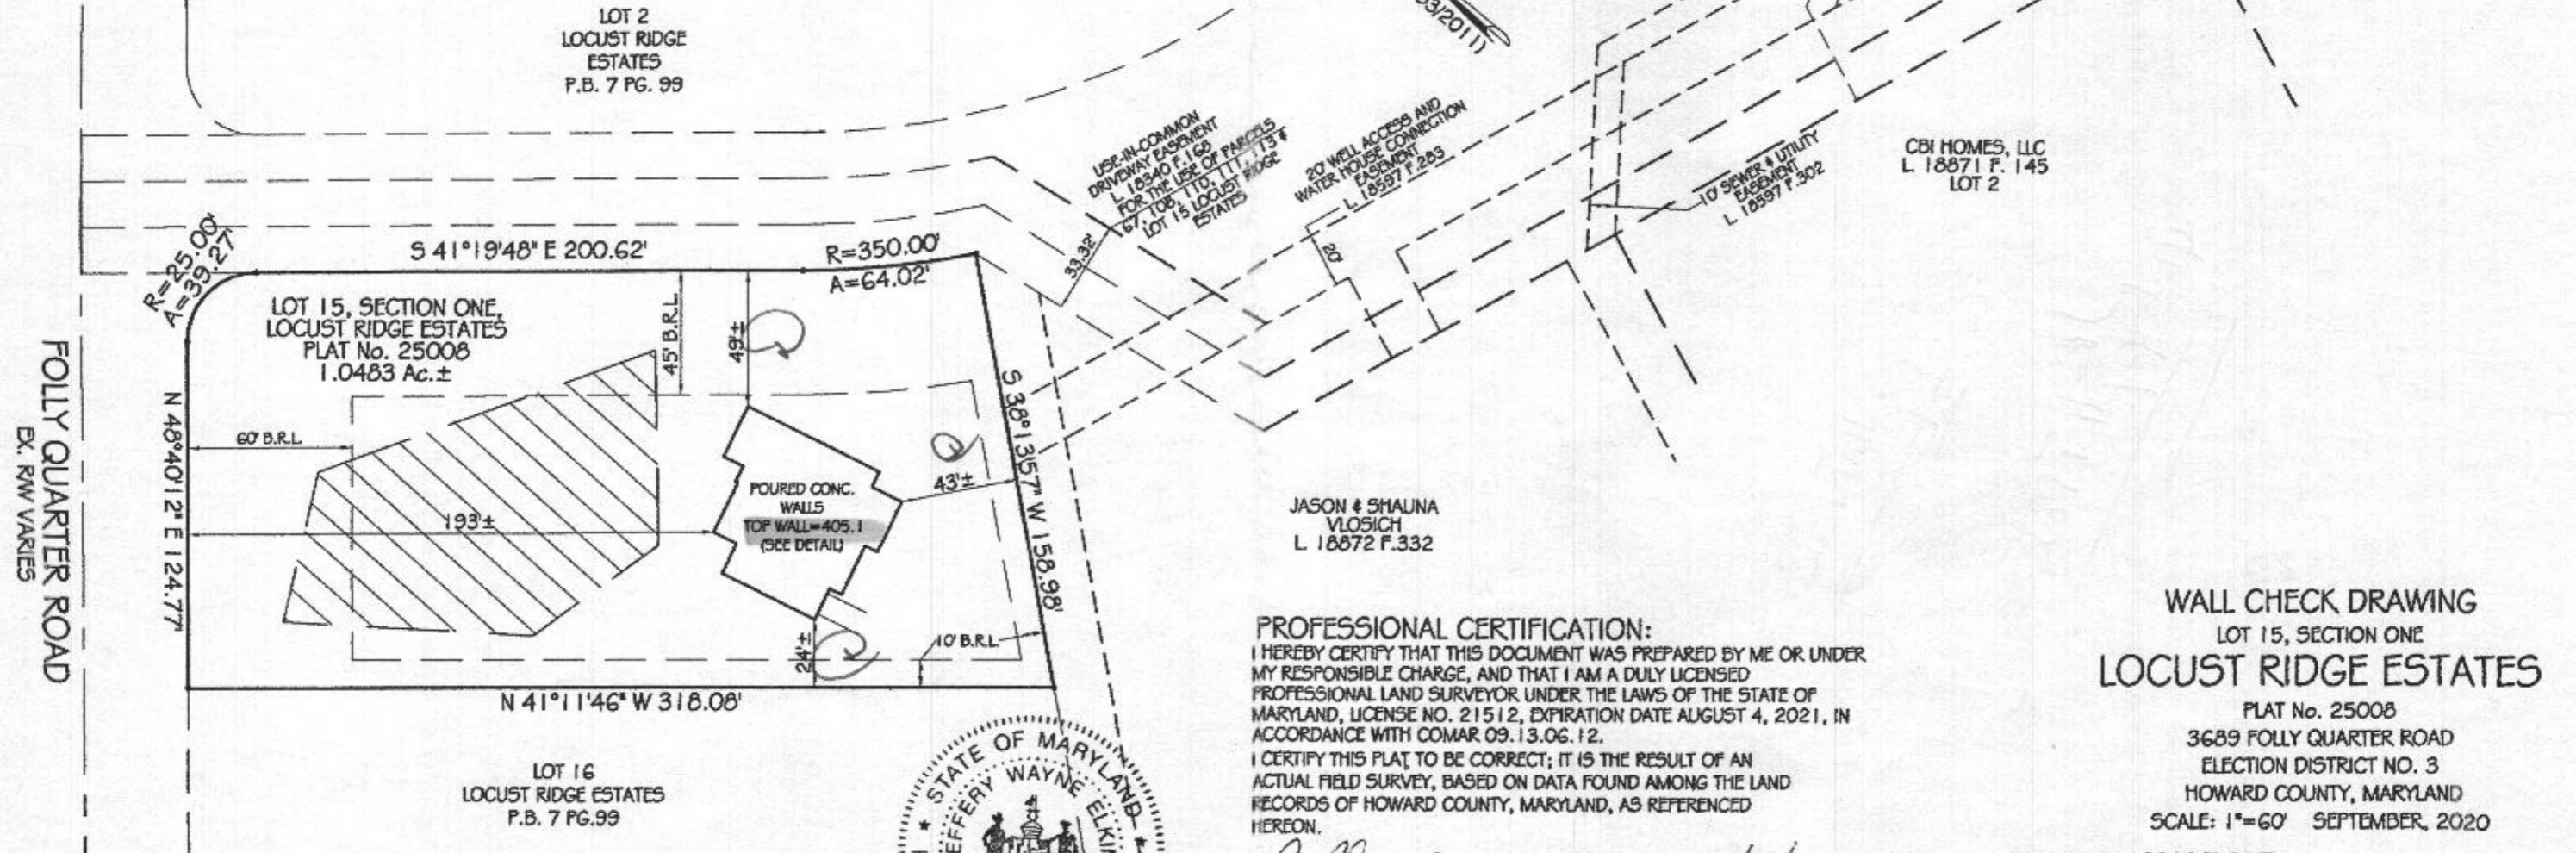 LOT 2
LOCUST RIDGE
ESTATES
P.B. 7 PG. 99
03/2011)
USE-IN-COMMON
DRIVEWAY EASEMENT
L. 18340 F.168
FOR THE USE OF PARCELS
67, 108, 110, 111, 113 &
LOT 15 LOCUST RIDGE
ESTATES
20' WELL ACCESS AND
WATER HOUSE CONNECTION
EASEMENT
L. 18597 F.283
10' SEWER & UTILITY
EASEMENT
L. 18597 F.302
CBI HOMES, LLC
L. 18871 F. 145
LOT 2
R=25.00'
A=39.27'
S 41°19'48" E 200.62'
R=350.00'
A=64.02'
33.32'
20'
LOT 15, SECTION ONE,
LOCUST RIDGE ESTATES
PLAT No. 25008
1.0483 Ac.±
45' B.R.L.
49'±
FOLLY QUARTER ROAD
EX. R/W VARIES
N 48°40'12" E 124.77'
60' B.R.L.
193'±
POURED CONC.
WALLS
TOP WALL=405.1
(SEE DETAIL)
43'±
S 38°13'57" W 158.98'
24'±
10' B.R.L.
N 41°11'46" W 318.08'
JASON & SHAUNA
VLOSICH
L 18872 F.332
LOT 16
LOCUST RIDGE ESTATES
P.B. 7 PG.99
STATE OF MARYLAND
JEFFERY WAYNE
PROFESSIONAL CERTIFICATION:
I HEREBY CERTIFY THAT THIS DOCUMENT WAS PREPARED BY ME OR UNDER
MY RESPONSIBLE CHARGE, AND THAT I AM A DULY LICENSED
PROFESSIONAL LAND SURVEYOR UNDER THE LAWS OF THE STATE OF
MARYLAND, LICENSE NO. 21512, EXPIRATION DATE AUGUST 4, 2021, IN
ACCORDANCE WITH COMAR 09.13.06.12.
I CERTIFY THIS PLAT TO BE CORRECT; IT IS THE RESULT OF AN
ACTUAL FIELD SURVEY, BASED ON DATA FOUND AMONG THE LAND
RECORDS OF HOWARD COUNTY, MARYLAND, AS REFERENCED
HEREON.
WALL CHECK DRAWING
LOT 15, SECTION ONE
LOCUST RIDGE ESTATES
PLAT No. 25008
3689 FOLLY QUARTER ROAD
ELECTION DISTRICT NO. 3
HOWARD COUNTY, MARYLAND
SCALE: 1"=60' SEPTEMBER, 2020